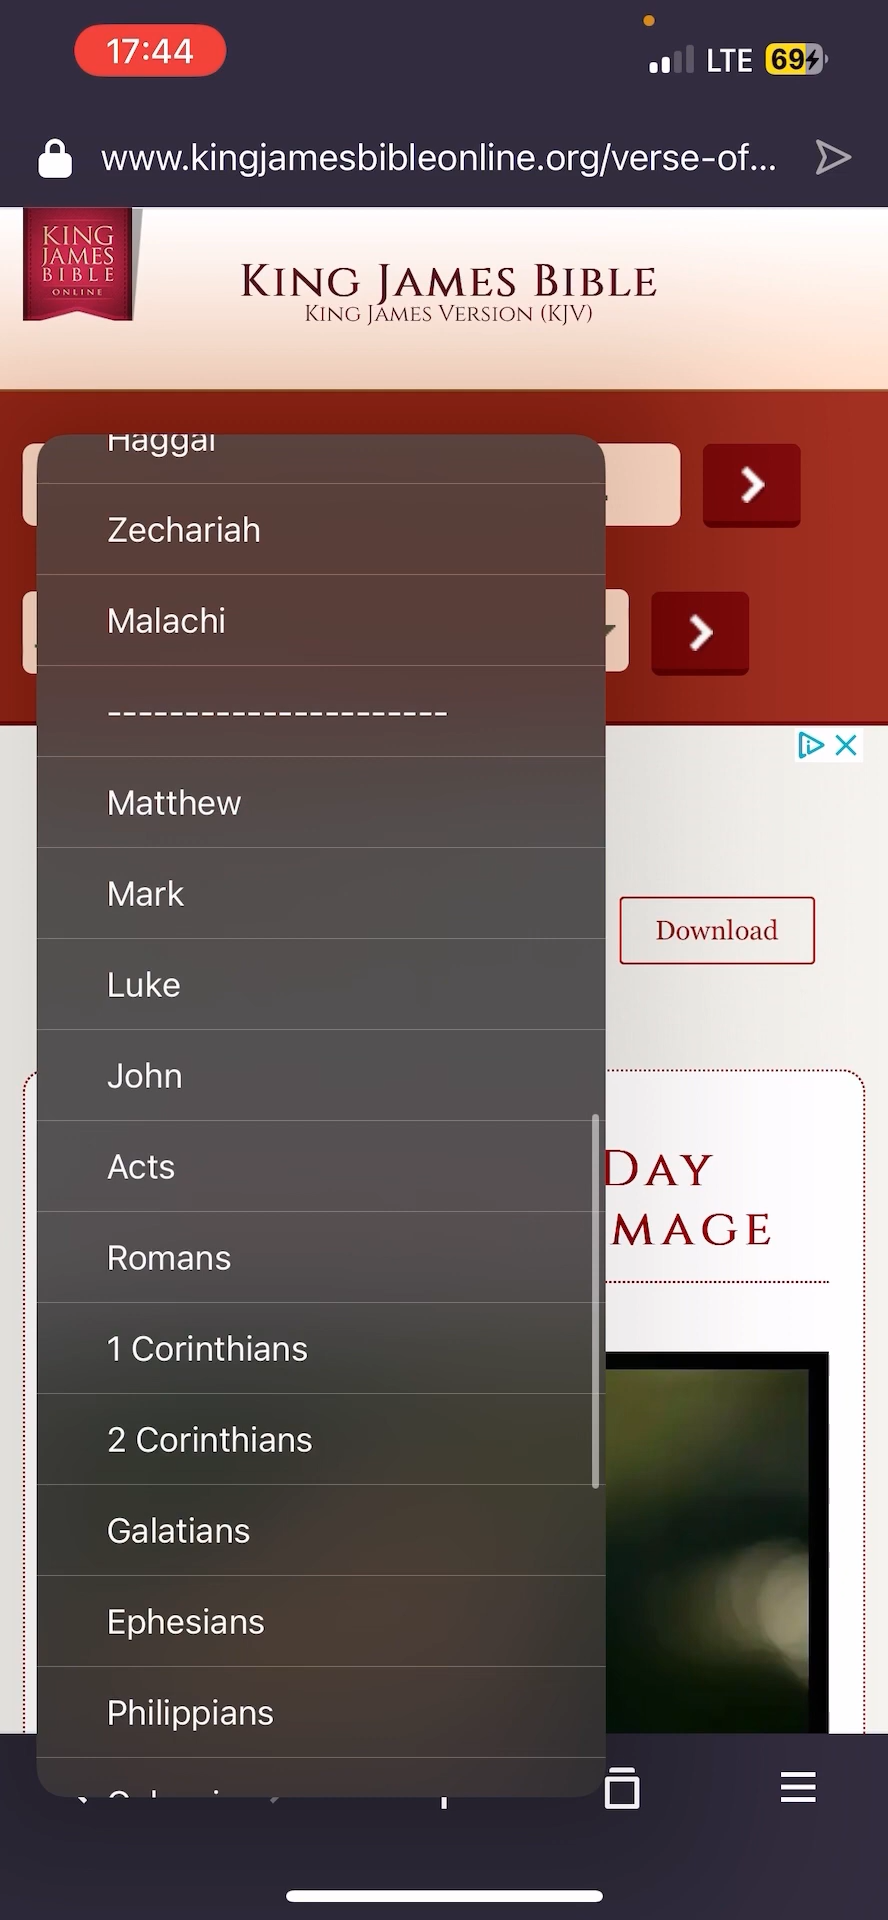 17:44
LTE 69
www.kingjamesbibleonline.org/verse-of...
KING
JAMES
BIBLE
ONLINE
KING JAMES BIBLE
KING JAMES VERSION (KJV)
Haggai
Zechariah
Malachi
----------------------
Matthew
Mark
Luke
John
Acts
Romans
1 Corinthians
2 Corinthians
Galatians
Ephesians
Philippians
Download
DAY
MAGE